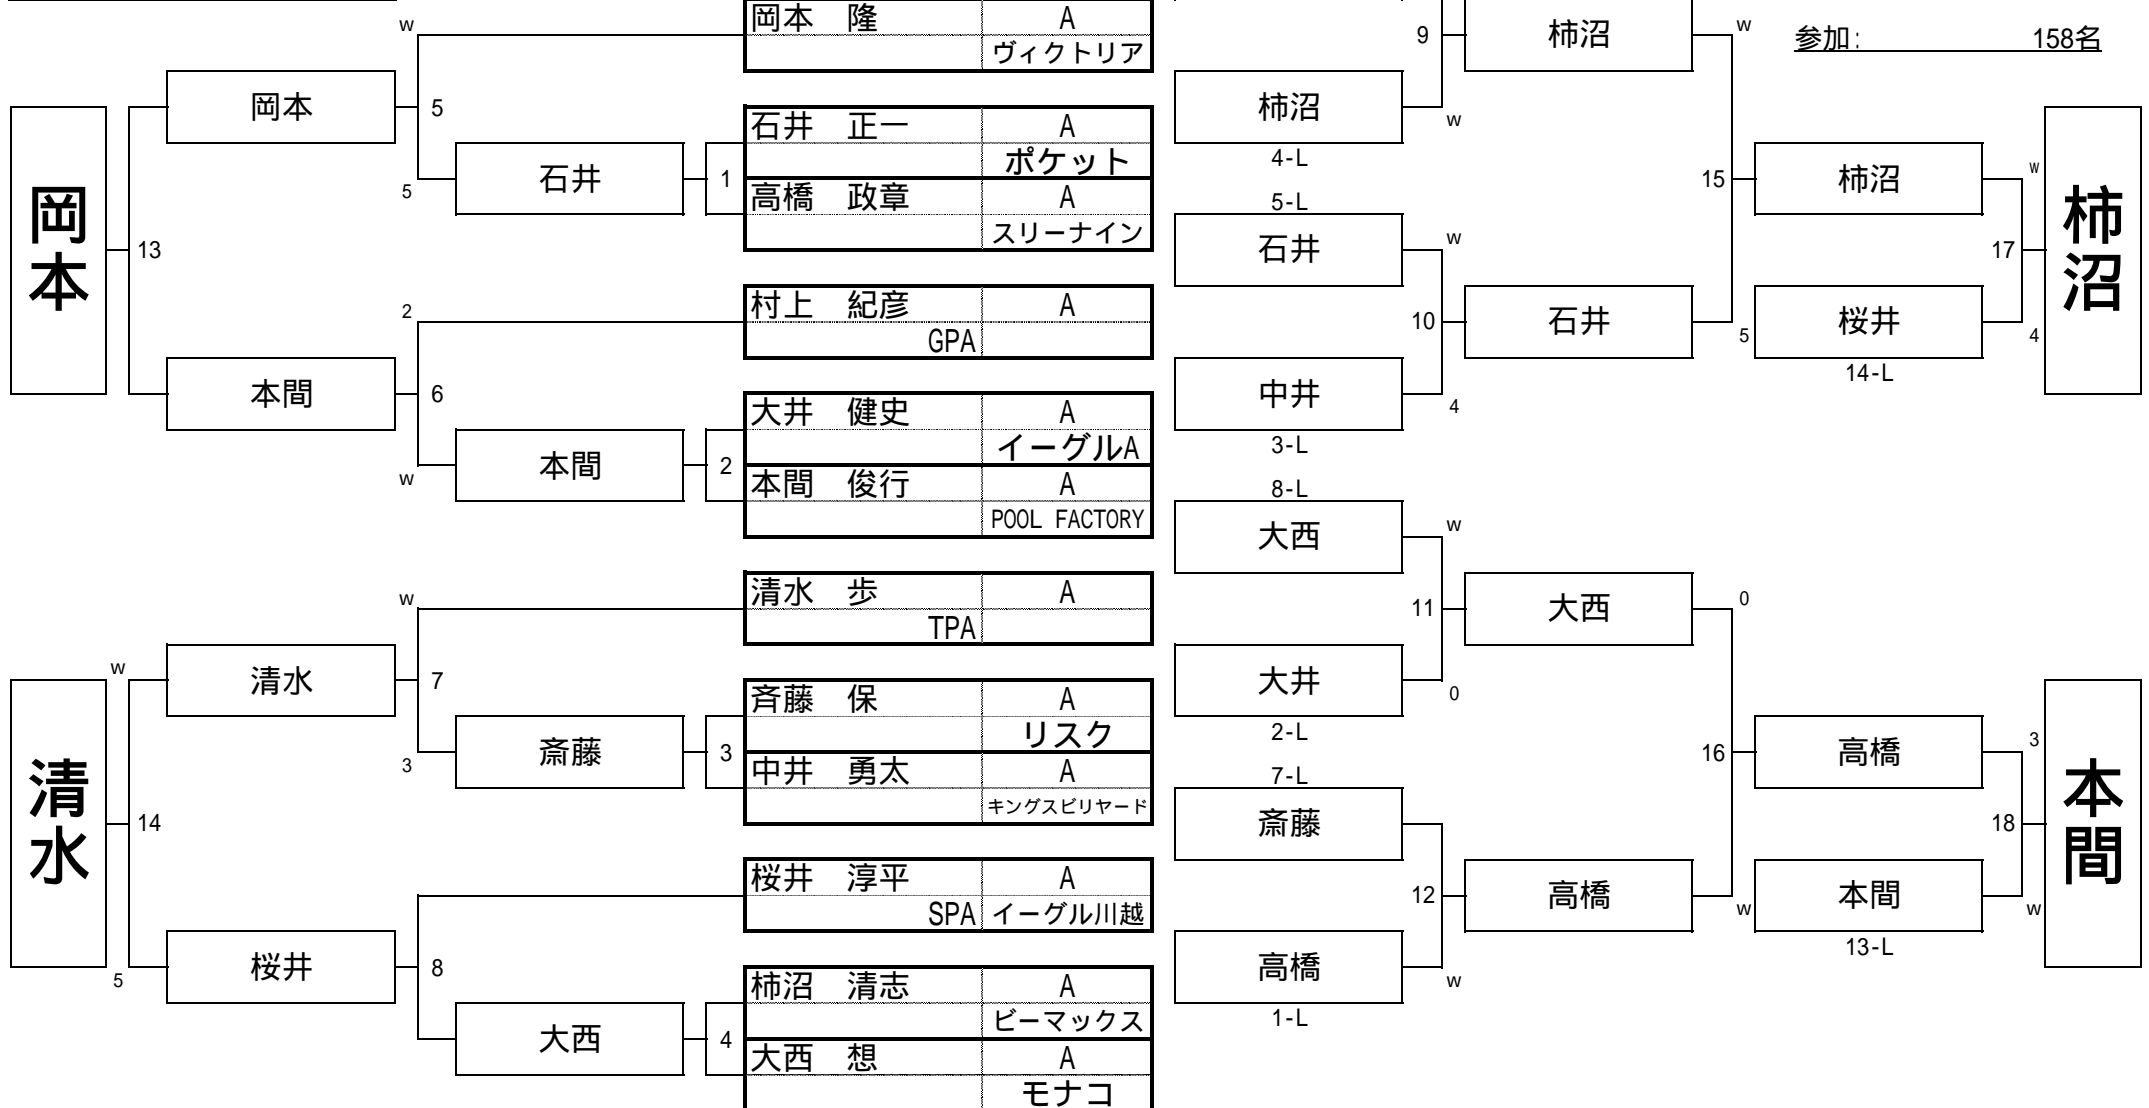 岡本 隆 A
ヴィクトリア
石井 正一 A
ポケット
高橋 政章 A
スリーナイン
村上 紀彦 A
GPA
大井 健史 A
イーグルA
本間 俊行 A
POOL FACTORY
清水 歩 A
TPA
斉藤 保 A
リスク
中井 勇太 A
キングスビリヤード
桜井 淳平 A
SPA イーグル川越
柿沼 清志 A
ビーマックス
大西 想 A
モナコ
w
岡本
5
5
石井
1
岡本
13
2
本間
6
w
本間
2
w
w
清水
7
3
斎藤
3
清水
14
5
桜井
8
大西
4
参加: 158名
9
柿沼
w
柿沼
w
4-L
5-L
石井
w
10
石井
5
中井
4
3-L
15
柿沼
w
桜井
4
14-L
17
柿沼
8-L
大西
w
11
大西
0
大井
0
2-L
7-L
斎藤
12
高橋
w
高橋
w
1-L
16
高橋
3
本間
w
13-L
18
本間